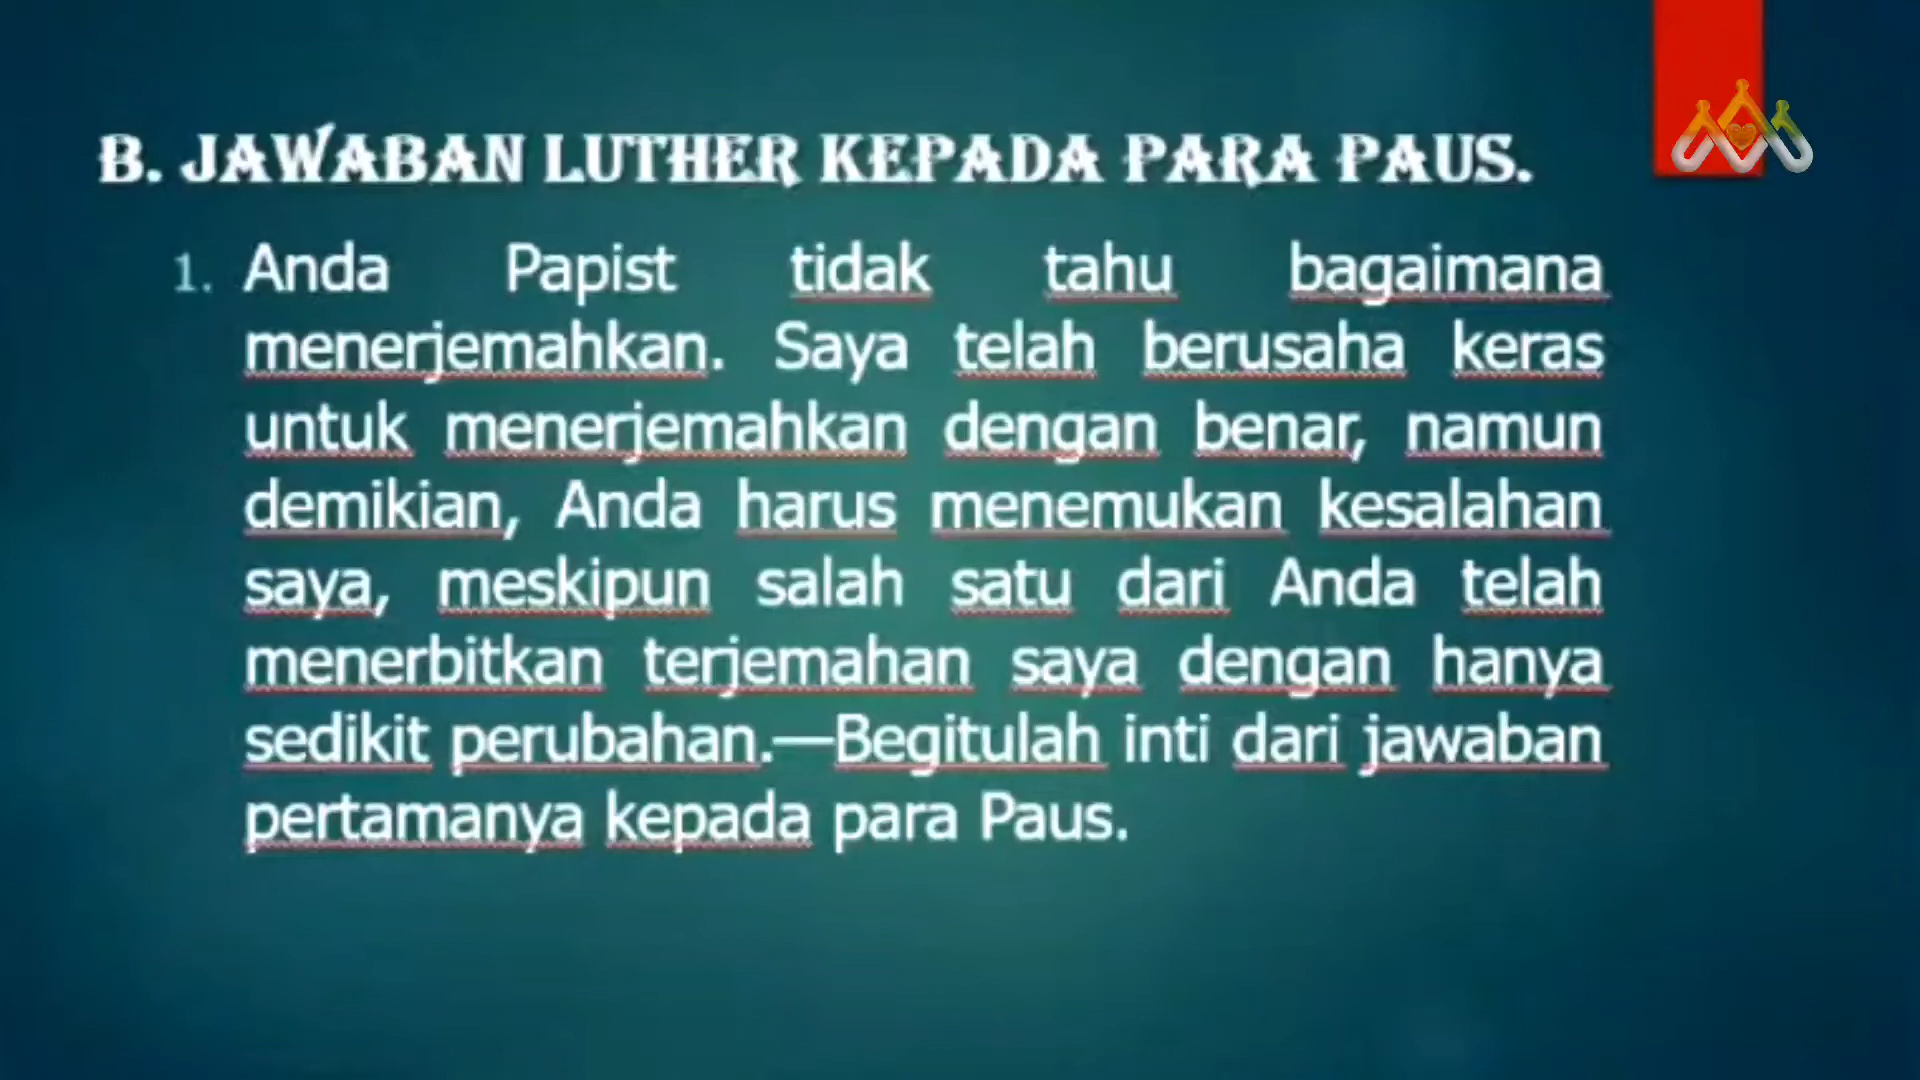 B. JAWABAN LUTHER KEPADA PARA PAUS.
1. Anda Papist tidak tahu bagaimana
menerjemahkan. Saya telah berusaha keras
untuk menerjemahkan dengan benar, namun
demikian, Anda harus menemukan kesalahan
saya, meskipun salah satu dari Anda telah
menerbitkan terjemahan saya dengan hanya
sedikit perubahan.—Begitulah inti dari jawaban
pertamanya kepada para Paus.